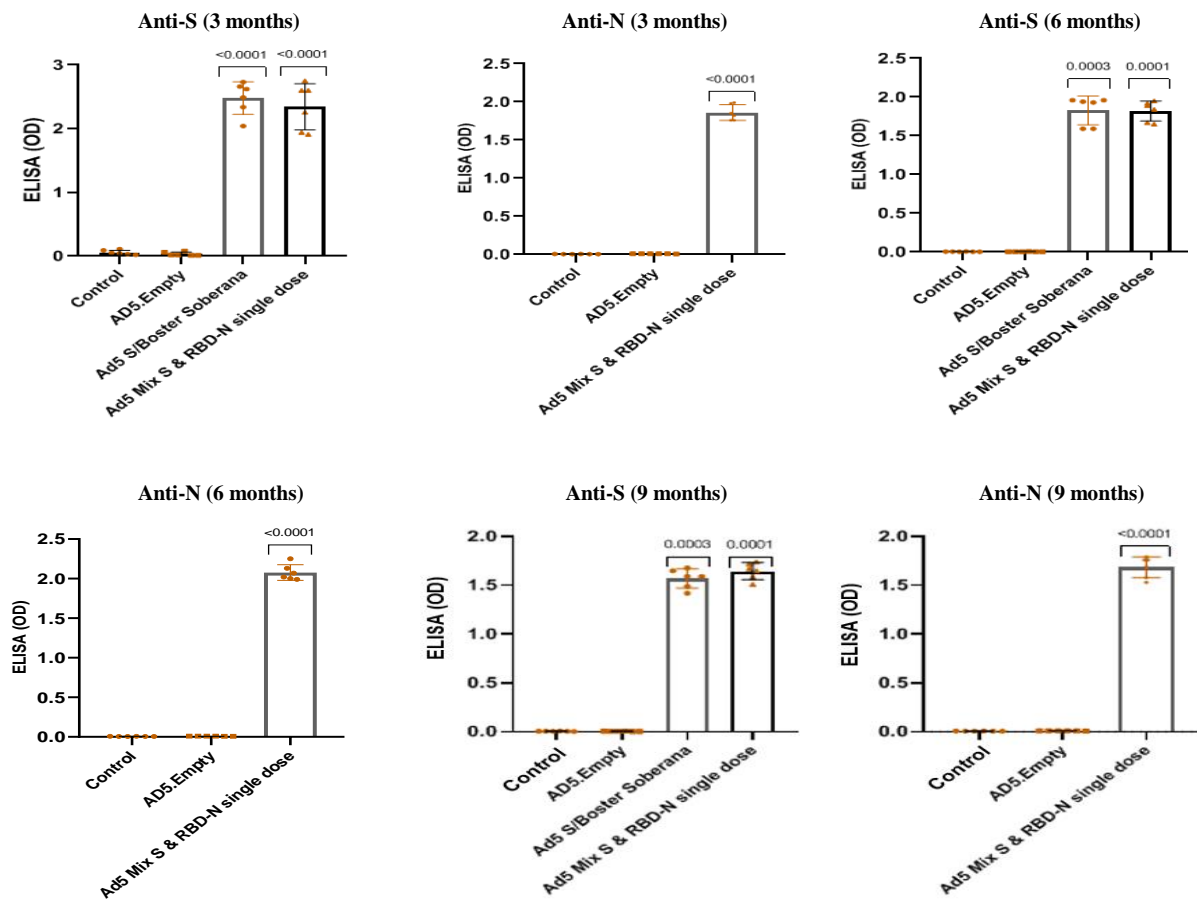 Anti-S (3 months)
<0.0001 <0.0001
3
2
1
0
ELISA (OD)
Control
AD5.Empty
Ad5 S/Boster Soberana
Ad5 Mix S & RBD-N single dose
Anti-N (3 months)
<0.0001
2.5
2.0
1.5
1.0
0.5
0.0
ELISA (OD)
Control
AD5.Empty
Ad5 Mix S & RBD-N single dose
Anti-S (6 months)
0.0003 0.0001
2.5
2.0
1.5
1.0
0.5
0.0
ELISA (OD)
Control
AD5.Empty
Ad5 S/Boster Soberana
Ad5 Mix S & RBD-N single dose
Anti-N (6 months)
<0.0001
2.5
2.0
1.5
1.0
0.5
0.0
ELISA (OD)
Control
AD5.Empty
Ad5 Mix S & RBD-N single dose
Anti-S (9 months)
0.0003 0.0001
2.0
1.5
1.0
0.5
0.0
ELISA (OD)
Control
AD5.Empty
Ad5 S/Boster Soberana
Ad5 Mix S & RBD-N single dose
Anti-N (9 months)
<0.0001
2.0
1.5
1.0
0.5
0.0
ELISA (OD)
Control
AD5.Empty
Ad5 Mix S & RBD-N single dose